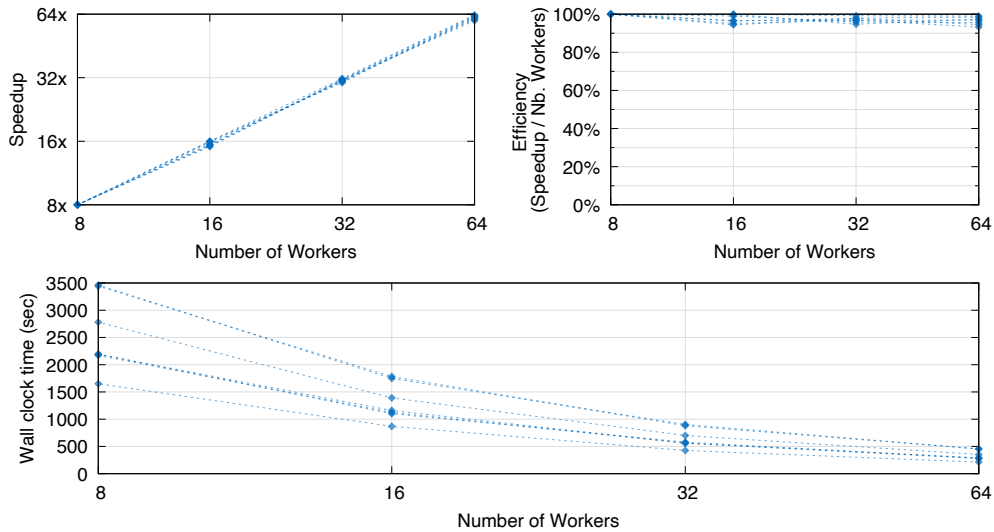 64x
32x
16x
8x
Speedup
8 16 32 64
Number of Workers
100%
80%
60%
40%
20%
0%
Efficiency
(Speedup / Nb. Workers)
8 16 32 64
Number of Workers
3500
3000
2500
2000
1500
1000
500
0
Wall clock time (sec)
8 16 32 64
Number of Workers